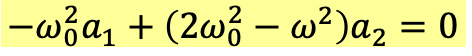 −ω₀²a₁ + (2ω₀² − ω²)a₂ = 0